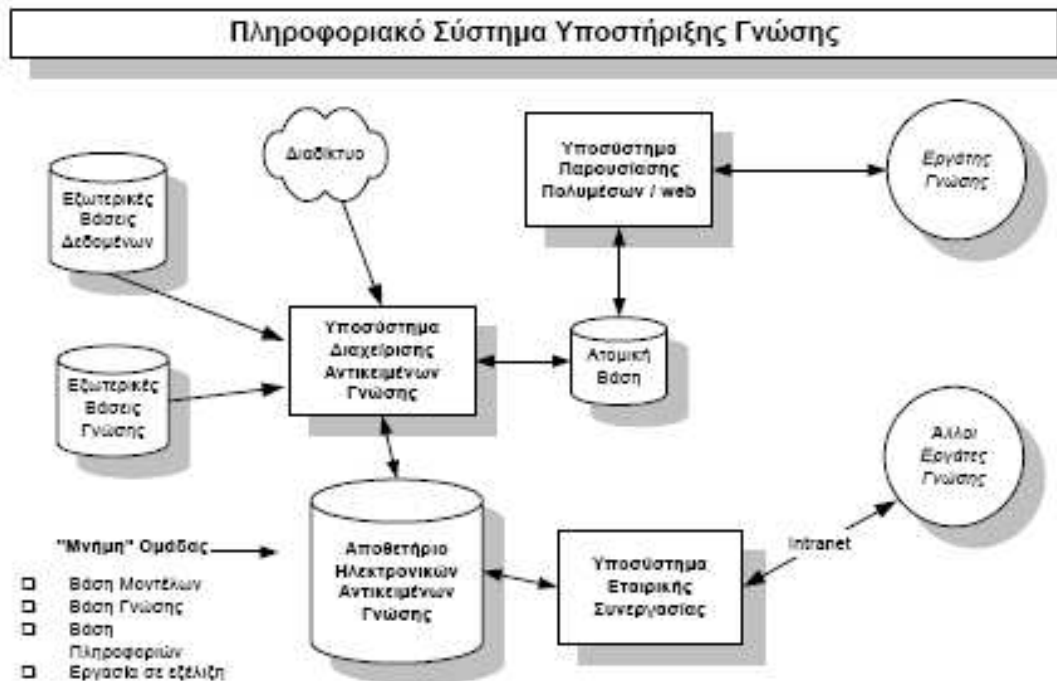 Πληροφοριακό Σύστημα Υποστήριξης Γνώσης
Διαδίκτυο
Υποσύστημα
Παρουσίασης
Πολυμέσων / web
Εργάτης
Γνώσης
Εξωτερικές
Βάσεις
Δεδομένων
Υποσύστημα
Διαχείρισης
Αντικειμένων
Γνώσης
Ατομική
Βάση
Εξωτερικές
Βάσεις
Γνώσης
Άλλοι
Εργάτες
Γνώσης
"Μνήμη" Ομάδας
Βάση Μοντέλων
Βάση Γνώσης
Βάση
Πληροφοριών
Εργασία σε εξέλιξη
Αποθετήριο
Ηλεκτρονικών
Αντικειμένων
Γνώσης
Υποσύστημα
Εταιρικής
Συνεργασίας
Intranet